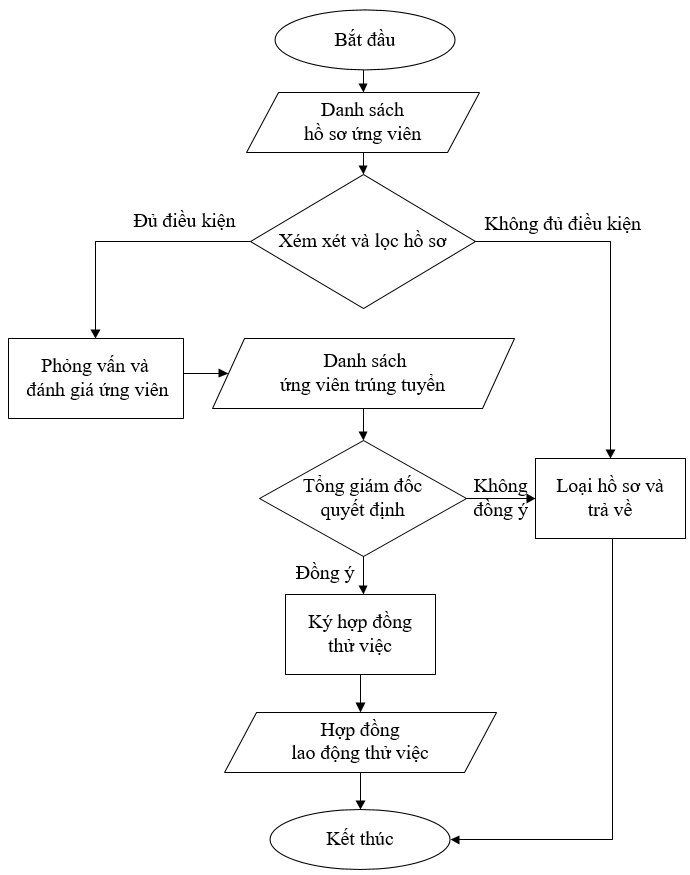 Bắt đầu
Danh sách
hồ sơ ứng viên
Đủ điều kiện
Xém xét và lọc hồ sơ
Không đủ điều kiện
Phỏng vấn và
đánh giá ứng viên
Danh sách
ứng viên trúng tuyển
Tổng giám đốc
quyết định
Không
đồng ý
Loại hồ sơ và
trả về
Đồng ý
Ký hợp đồng
thử việc
Hợp đồng
lao động thử việc
Kết thúc